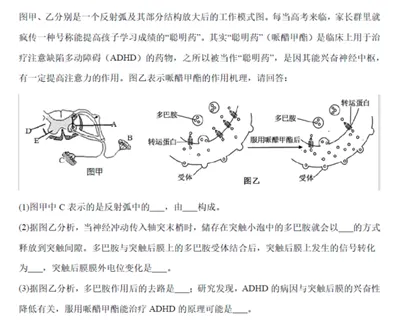 图甲、乙分别是一个反射弧及其部分结构放大后的工作模式图。每当高考来临，家长群里就
疯传一种号称能提高孩子学习成绩的“聪明药”。其实“聪明药”（哌醋甲酯）是临床上用于治
疗注意缺陷多动障碍（ADHD）的药物，之所以被当作“聪明药”，是因其能兴奋神经中枢，
有一定提高注意力的作用。图乙表示哌醋甲酯的作用机理，请回答：
A
B
C
D
E
图甲
多巴胺
转运蛋白
受体
服用哌醋甲酯后
多巴胺
转运蛋白
受体
图乙
(1)图甲中 C 表示的是反射弧中的___，由___构成。
(2)据图乙分析，当神经冲动传入轴突末梢时，储存在突触小泡中的多巴胺就会以___的方式
释放到突触间隙。多巴胺与突触后膜上的多巴胺受体结合后，突触后膜上发生的信号转化
为___，突触后膜膜外电位变化是___。
(3)据图乙分析，多巴胺作用后的去路是___；研究发现，ADHD 的病因与突触后膜的兴奋性
降低有关，服用哌醋甲酯能治疗 ADHD 的原理可能是___。